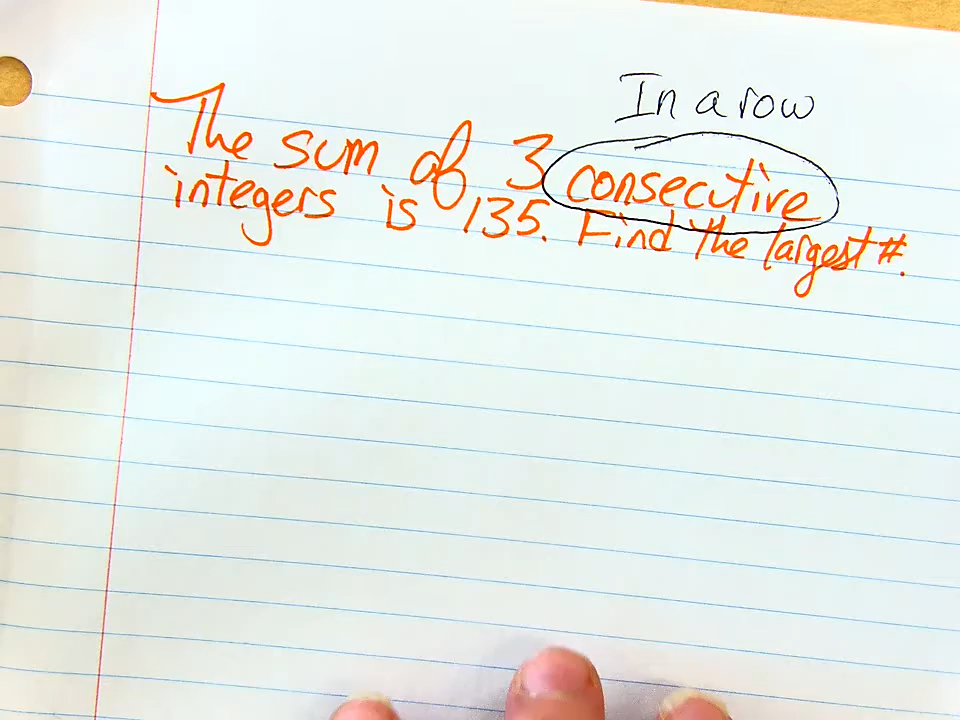 In a row
The sum of 3 consecutive
integers is 135. Find the largest #.